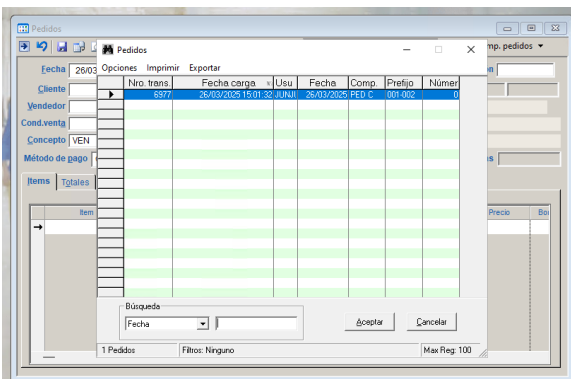 Pedidos
Pedidos
mp. pedidos
Opciones Imprimir Exportar
Fecha 26/03
Cliente
Vendedor
Cond.venta
Concepto VEN
Método de pago
Items Totales
Item
Precio
Nro. trans. Fecha carga Usu Fecha Comp. Prefijo Númer
6977 26/03/2025 15:01:32 JUNJU 26/03/2025 PED C 001-002 0
Búsqueda
Fecha
Aceptar Cancelar
1 Pedidos Filtros: Ninguno Max Reg: 100